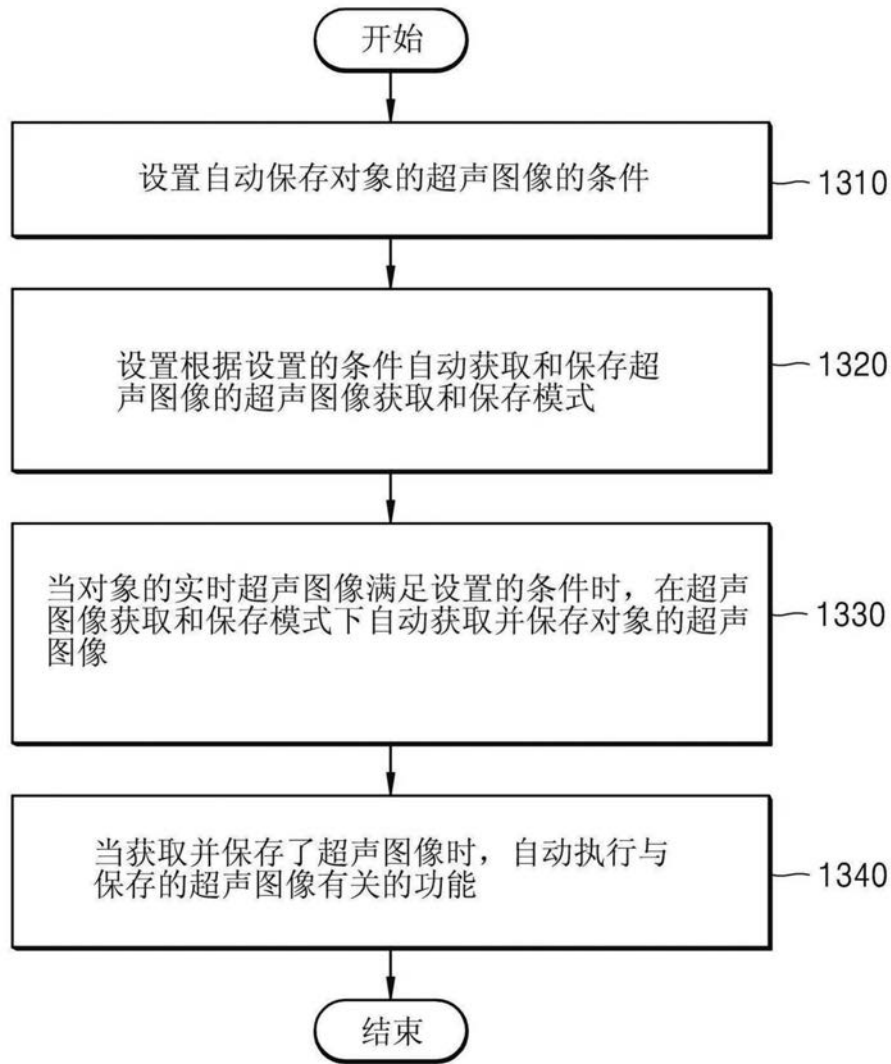 开始
设置自动保存对象的超声图像的条件
1310
设置根据设置的条件自动获取和保存超
声图像的超声图像获取和保存模式
1320
当对象的实时超声图像满足设置的条件时，在超声
图像获取和保存模式下自动获取并保存对象的超声
图像
1330
当获取并保存了超声图像时，自动执行与
保存的超声图像有关的功能
1340
结束